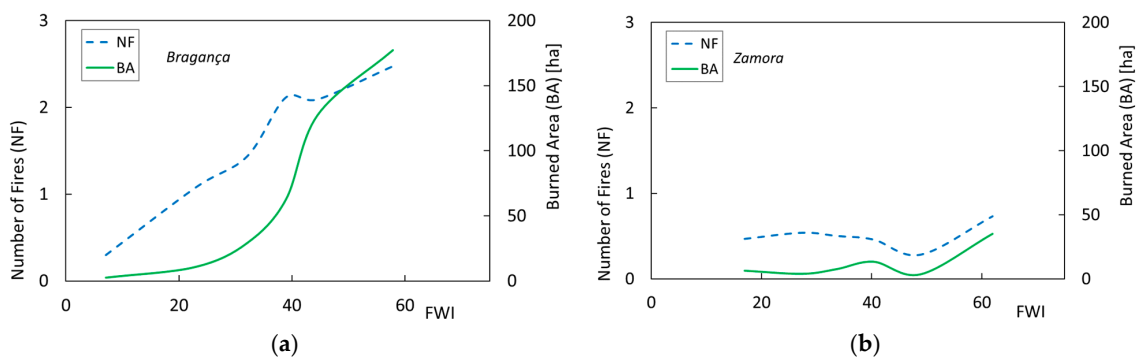 3
2
1
0
Number of Fires (NF)
NF
BA
Bragança
200
150
100
50
0
Burned Area (BA) [ha]
0
20
40
60
FWI
(a)
3
2
1
0
Number of Fires (NF)
NF
BA
Zamora
200
150
100
50
0
Burned Area (BA) [ha]
0
20
40
60
FWI
(b)